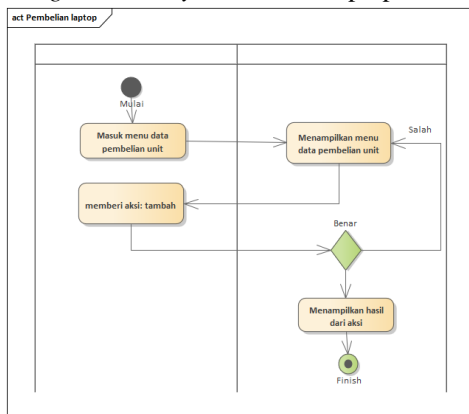 act Pembelian laptop
Mulai
Masuk menu data
pembelian unit
Menampilkan menu
data pembelian unit
Salah
memberi aksi: tambah
Benar
Menampilkan hasil
dari aksi
Finish